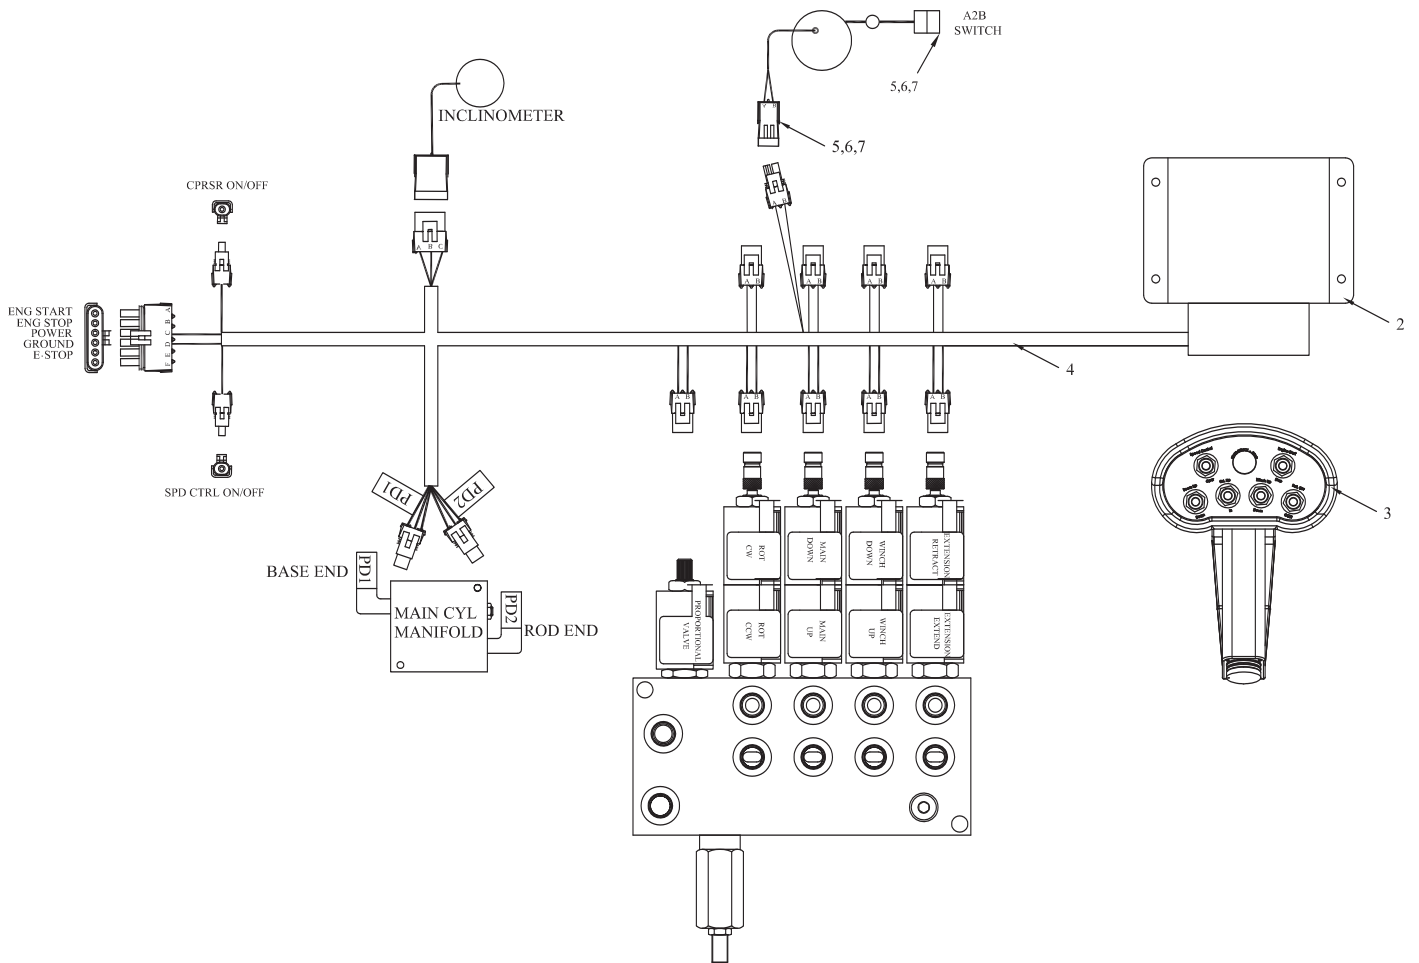 A2B
SWITCH
5,6,7
INCLINOMETER
A B
5,6,7
CPRSR ON/OFF
A B
A B C
A B
A B
A B
A B
2
ENG START
ENG STOP
POWER
GROUND
E-STOP
A
B
C
D
E
F
4
A B
A B
A B
A B
A B
SPD CTRL ON/OFF
PD1
PD2
3
BASE END
PD1
MAIN CYL
MANIFOLD
PD2
ROD END
ROT
CW
MAIN
DOWN
WINCH
DOWN
EXTENSION
RETRACT
PROPORTIONAL
VALVE
ROT
CCW
MAIN
UP
WINCH
UP
EXTENSION
EXTEND